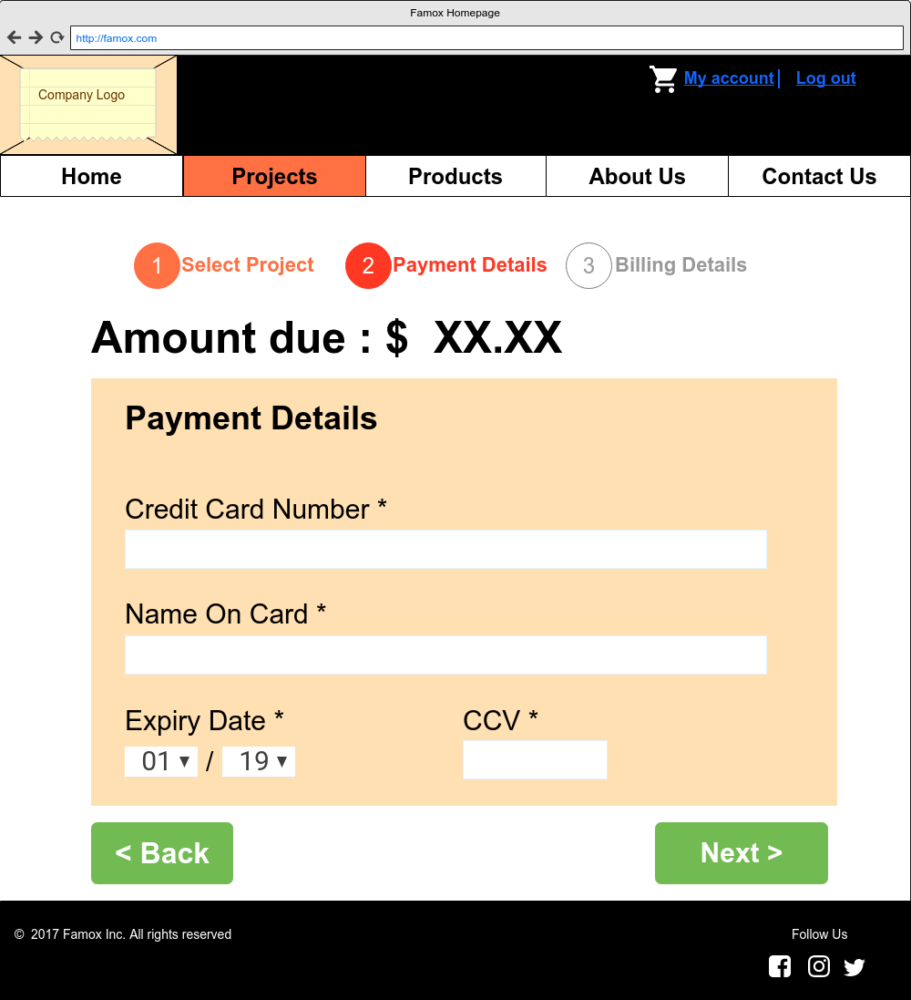 Famox Homepage
http://famox.com
Company Logo
My account
Log out
Home Projects Products About Us Contact Us
1 Select Project 2 Payment Details 3 Billing Details
Amount due : $ XX.XX
Payment Details
Credit Card Number *
Name On Card *
Expiry Date * CCV *
01 / 19
< Back Next >
© 2017 Famox Inc. All rights reserved Follow Us